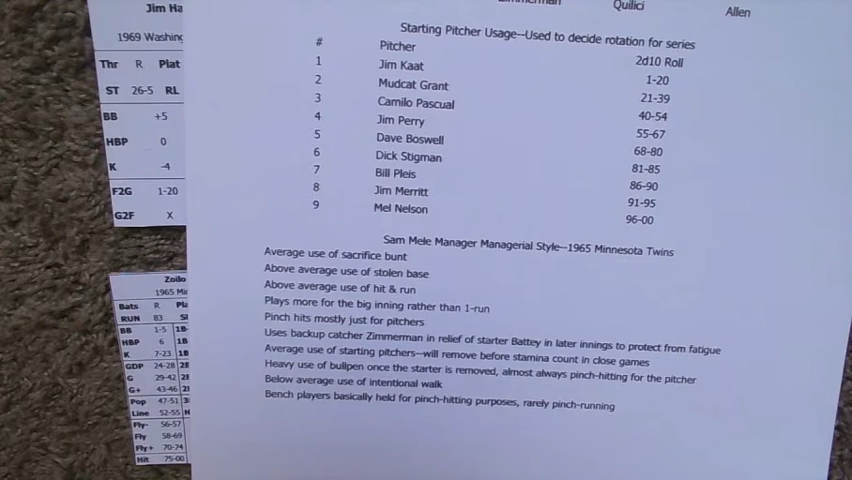 Quilici
Allen
Starting Pitcher Usage--Used to decide rotation for series
# Pitcher 2d10 Roll
1 Jim Kaat 1-20
2 Mudcat Grant 21-39
3 Camilo Pascual 40-54
4 Jim Perry 55-67
5 Dave Boswell 68-80
6 Dick Stigman 81-85
7 Bill Pleis 86-90
8 Jim Merritt 91-95
9 Mel Nelson 96-00
Sam Mele Manager Managerial Style--1965 Minnesota Twins
Average use of sacrifice bunt
Above average use of stolen base
Above average use of hit & run
Plays more for the big inning rather than 1-run
Pinch hits mostly just for pitchers
Uses backup catcher Zimmerman in relief of starter Battey in later innings to protect from fatigue
Average use of starting pitchers--will remove before stamina count in close games
Heavy use of bullpen once the starter is removed, almost always pinch-hitting for the pitcher
Below average use of intentional walk
Bench players basically held for pinch-hitting purposes, rarely pinch-running
Jim
1969
Thr R Plat
ST 26-5 RL
BB +5
HBP 0
K -4
F2G 1-20
G2F X
Zoilo
1965
Bats R
RUN 83
BB 1-5
HBP 6
K 7-23
GDP 24-28
G 29-42
G+ 43-46
Pop 47-51
Line 52-55
Fly- 56-57
Fly 58-69
Fly+ 70-74
Hit 75-00